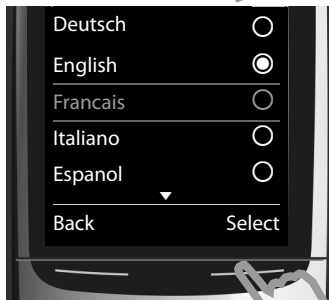 Deutsch
English
Francais
Italiano
Espanol
Back Select